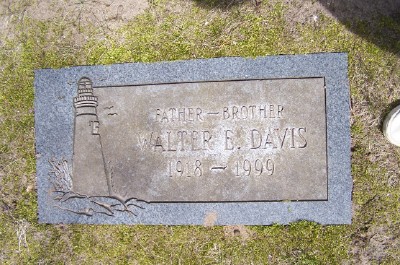 FATHER — BROTHER
WALTER E. DAVIS
1918 — 1999